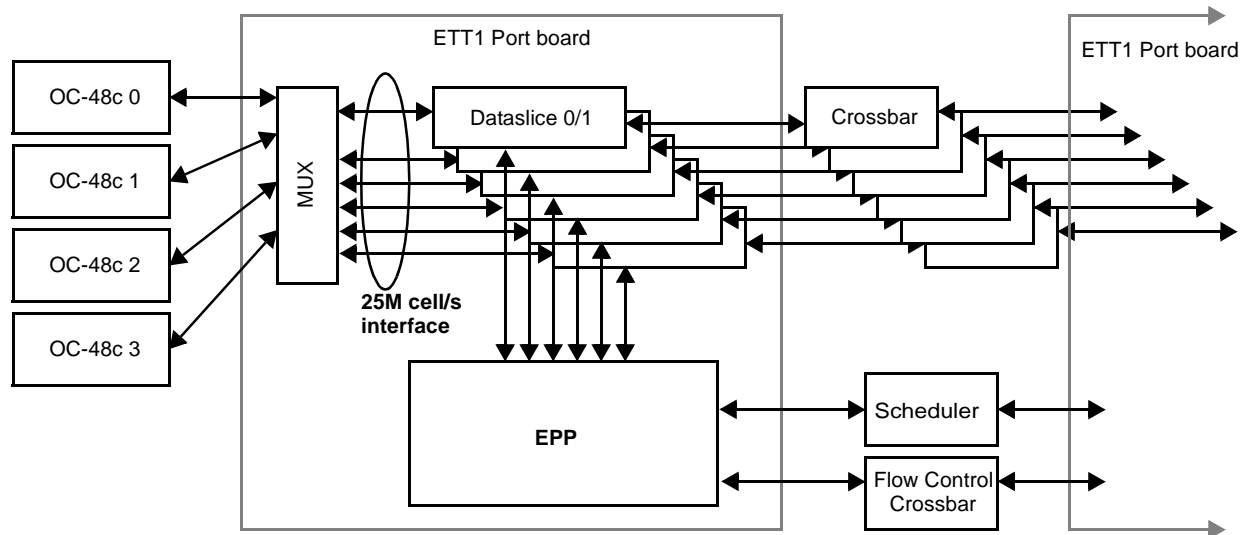 ETT1 Port board
ETT1 Port board
OC-48c 0
Dataslice 0/1
Crossbar
OC-48c 1
MUX
OC-48c 2
25M cell/s
interface
OC-48c 3
EPP
Scheduler
Flow Control
Crossbar